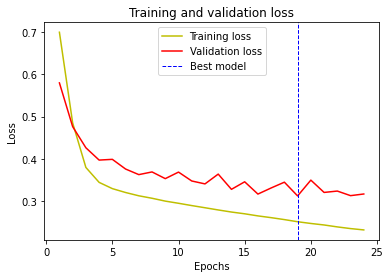 Training and validation loss
Training loss
Validation loss
Best model
Loss
0.7
0.6
0.5
0.4
0.3
0
5
10
15
20
25
Epochs